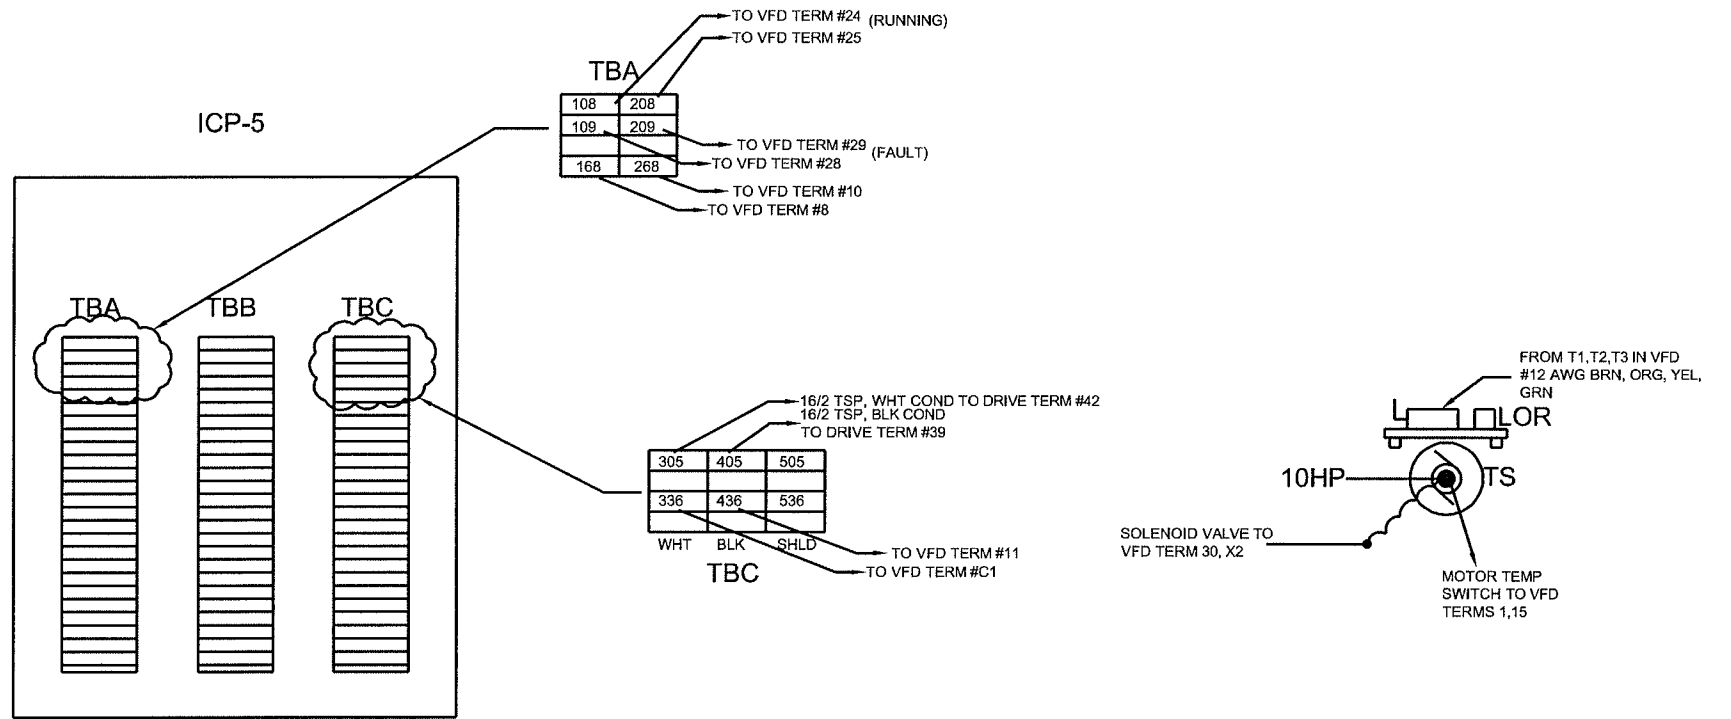 TO VFD TERM #24 (RUNNING)
TO VFD TERM #25
TBA
108 208
109 209
TO VFD TERM #29 (FAULT)
TO VFD TERM #28
168 268
TO VFD TERM #10
TO VFD TERM #8
ICP-5
TBA TBB TBC
16/2 TSP, WHT COND TO DRIVE TERM #42
16/2 TSP, BLK COND
TO DRIVE TERM #39
305 405 505
336 436 536
WHT BLK SHLD
TBC
TO VFD TERM #11
TO VFD TERM #C1
FROM T1,T2,T3 IN VFD
#12 AWG BRN, ORG, YEL,
GRN
LOR
10HP
TS
SOLENOID VALVE TO
VFD TERM 30, X2
MOTOR TEMP
SWITCH TO VFD
TERMS 1,15